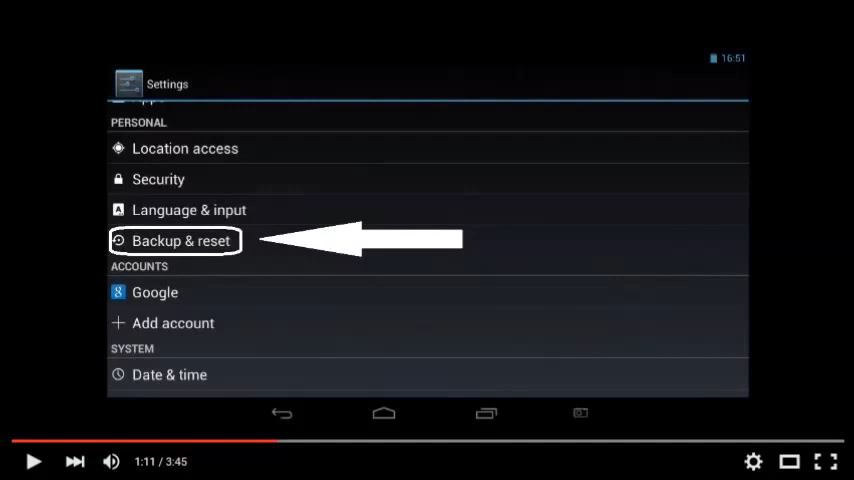 16:51
Settings
PERSONAL
Location access
Security
Language & input
Backup & reset
ACCOUNTS
8 Google
Add account
SYSTEM
Date & time
1:11 / 3:45